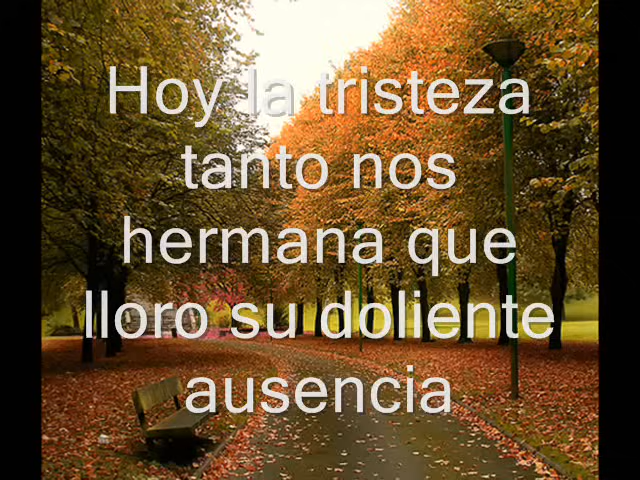 Hoy la tristeza
tanto nos
hermana que
lloro su doliente
ausencia